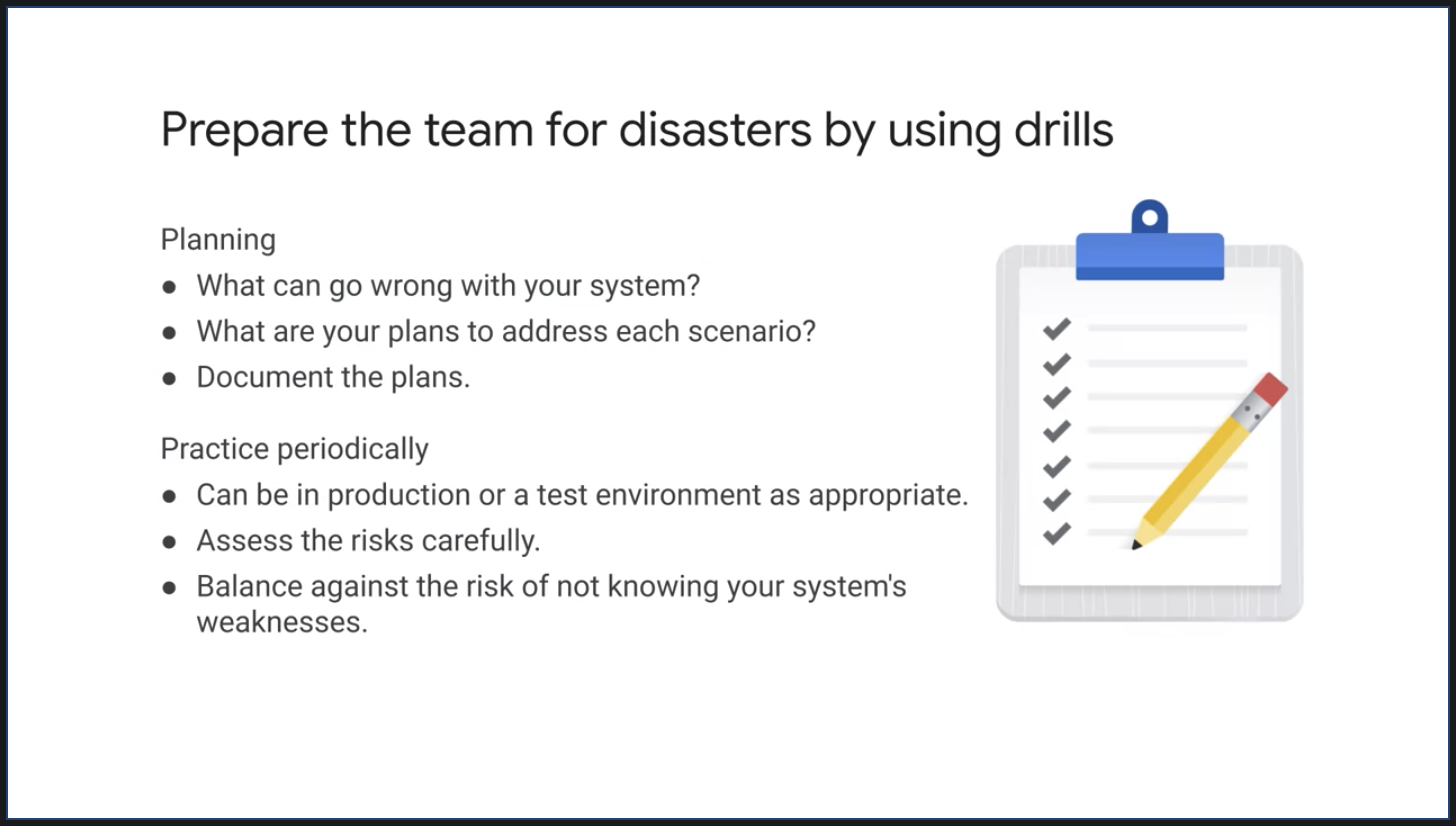 Prepare the team for disasters by using drills
Planning
● What can go wrong with your system?
● What are your plans to address each scenario?
● Document the plans.
Practice periodically
● Can be in production or a test environment as appropriate.
● Assess the risks carefully.
● Balance against the risk of not knowing your system's
weaknesses.